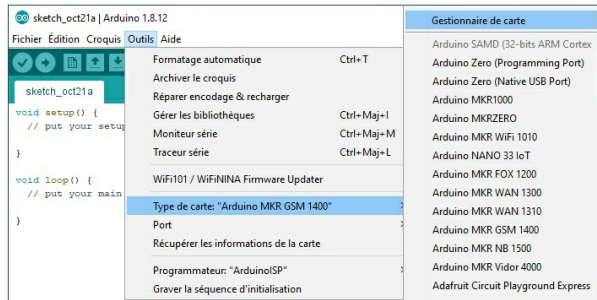 sketch_oct21a | Arduino 1.8.12
Fichier Édition Croquis Outils Aide
sketch_oct21a
void setup() {
// put your setup
}
void loop() {
// put your main
}
Formatage automatique Ctrl+T
Archiver le croquis
Réparer encodage & recharger
Gérer les bibliothèques Ctrl+Maj+I
Moniteur série Ctrl+Maj+M
Traceur série Ctrl+Maj+L
WiFi101 / WiFiNINA Firmware Updater
Type de carte: "Arduino MKR GSM 1400"
Port
Récupérer les informations de la carte
Programmateur: "ArduinoISP"
Graver la séquence d'initialisation
Gestionnaire de carte
Arduino SAMD (32-bits ARM Cortex
Arduino Zero (Programming Port)
Arduino Zero (Native USB Port)
Arduino MKR1000
Arduino MKRZERO
Arduino MKR WiFi 1010
Arduino NANO 33 IoT
Arduino MKR FOX 1200
Arduino MKR WAN 1300
Arduino MKR WAN 1310
Arduino MKR GSM 1400
Arduino MKR NB 1500
Arduino MKR Vidor 4000
Adafruit Circuit Playground Express